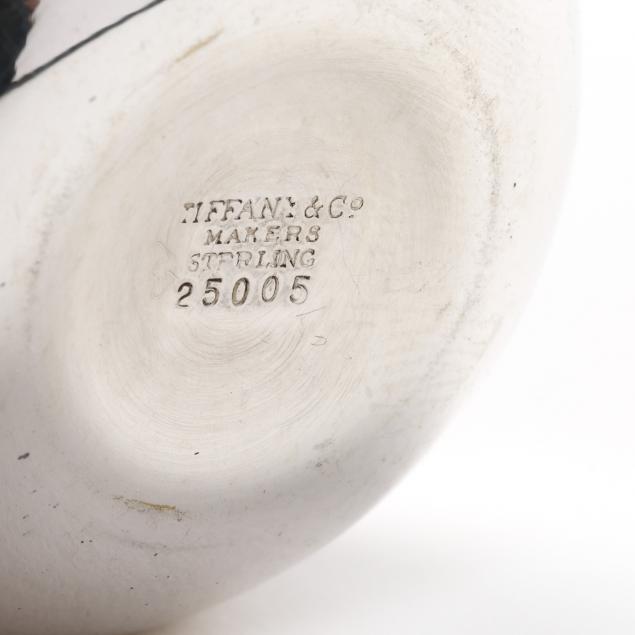 TIFFANY & Cº
MAKERS
STERLING
25005